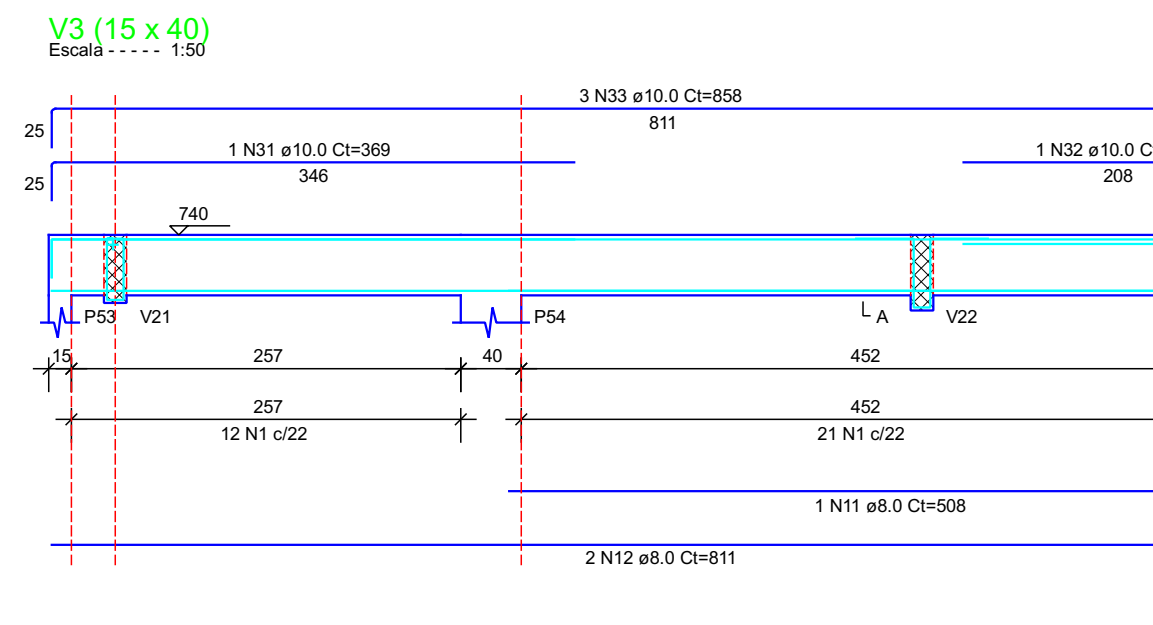 V3 (15 x 40)
Escala - - - - - 1:50
3 N33 ø10.0 Ct=858
25
811
1 N31 ø10.0 Ct=369
1 N32 ø10.0 C
25
346
208
740
P53
V21
P54
A
V22
15
257
40
452
257
452
12 N1 c/22
21 N1 c/22
1 N11 ø8.0 Ct=508
2 N12 ø8.0 Ct=811